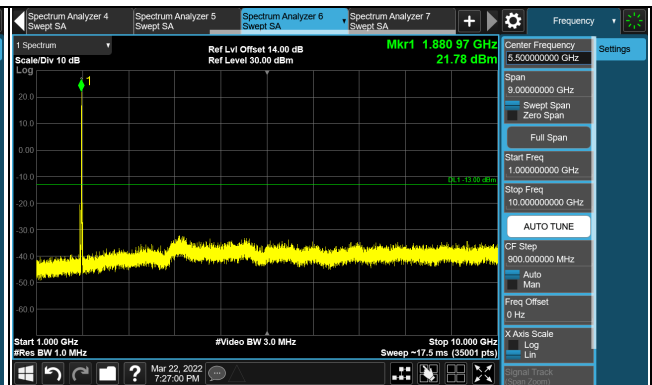 Spectrum Analyzer 4
Swept SA
Spectrum Analyzer 5
Swept SA
Spectrum Analyzer 6
Swept SA
Spectrum Analyzer 7
Swept SA
Frequency
1 Spectrum
Scale/Div 10 dB
Log
Ref Lvl Offset 14.00 dB
Ref Level 30.00 dBm
Mkr1 1.880 97 GHz
21.78 dBm
1
20.0
10.0
0.00
-10.0
-20.0
-30.0
-40.0
-50.0
-60.0
DL1 -13.00 dBm
Start 1.000 GHz
#Res BW 1.0 MHz
#Video BW 3.0 MHz
Stop 10.000 GHz
Sweep ~17.5 ms (35001 pts)
Center Frequency
5.50000000 GHz
Settings
Span
9.00000000 GHz
Swept Span
Zero Span
Full Span
Start Freq
1.00000000 GHz
Stop Freq
10.00000000 GHz
AUTO TUNE
CF Step
900.000000 MHz
Auto
Man
Freq Offset
0 Hz
X Axis Scale
Log
Lin
Signal Track
(Span Zoom)
Mar 22, 2022
7:27:00 PM